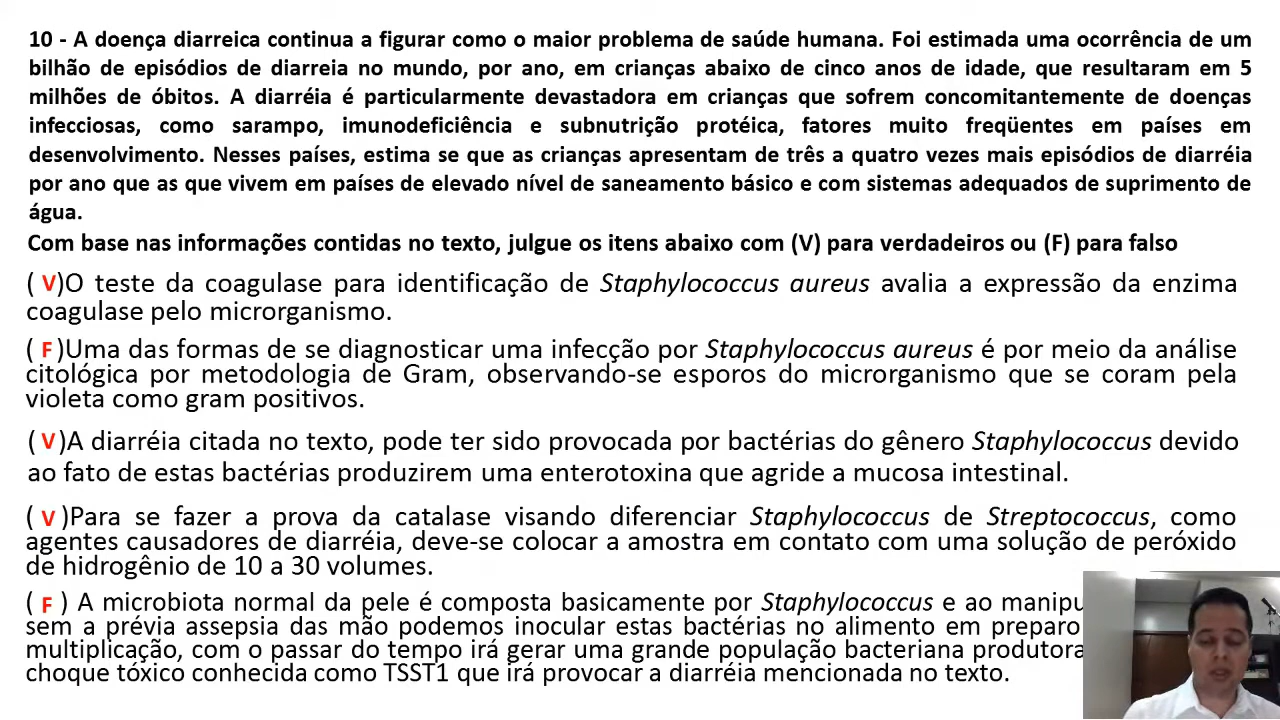 10 - A doença diarreica continua a figurar como o maior problema de saúde humana. Foi estimada uma ocorrência de um
bilhão de episódios de diarreia no mundo, por ano, em crianças abaixo de cinco anos de idade, que resultaram em 5
milhões de óbitos. A diarréia é particularmente devastadora em crianças que sofrem concomitantemente de doenças
infecciosas, como sarampo, imunodeficiência e subnutrição protéica, fatores muito freqüentes em países em
desenvolvimento. Nesses países, estima se que as crianças apresentam de três a quatro vezes mais episódios de diarréia
por ano que as que vivem em países de elevado nível de saneamento básico e com sistemas adequados de suprimento de
água.
Com base nas informações contidas no texto, julgue os itens abaixo com (V) para verdadeiros ou (F) para falso
( V)O teste da coagulase para identificação de Staphylococcus aureus avalia a expressão da enzima
coagulase pelo microrganismo.
( F )Uma das formas de se diagnosticar uma infecção por Staphylococcus aureus é por meio da análise
citológica por metodologia de Gram, observando-se esporos do microrganismo que se coram pela
violeta como gram positivos.
( V )A diarréia citada no texto, pode ter sido provocada por bactérias do gênero Staphylococcus devido
ao fato de estas bactérias produzirem uma enterotoxina que agride a mucosa intestinal.
( V )Para se fazer a prova da catalase visando diferenciar Staphylococcus de Streptococcus, como
agentes causadores de diarréia, deve-se colocar a amostra em contato com uma solução de peróxido
de hidrogênio de 10 a 30 volumes.
( F ) A microbiota normal da pele é composta basicamente por Staphylococcus e ao
sem a prévia assepsia das mão podemos inocular estas bactérias no alimento em preparo
multiplicação, com o passar do tempo irá gerar uma grande população bacteriana produtora
choque tóxico conhecida como TSST1 que irá provocar a diarréia mencionada no texto.